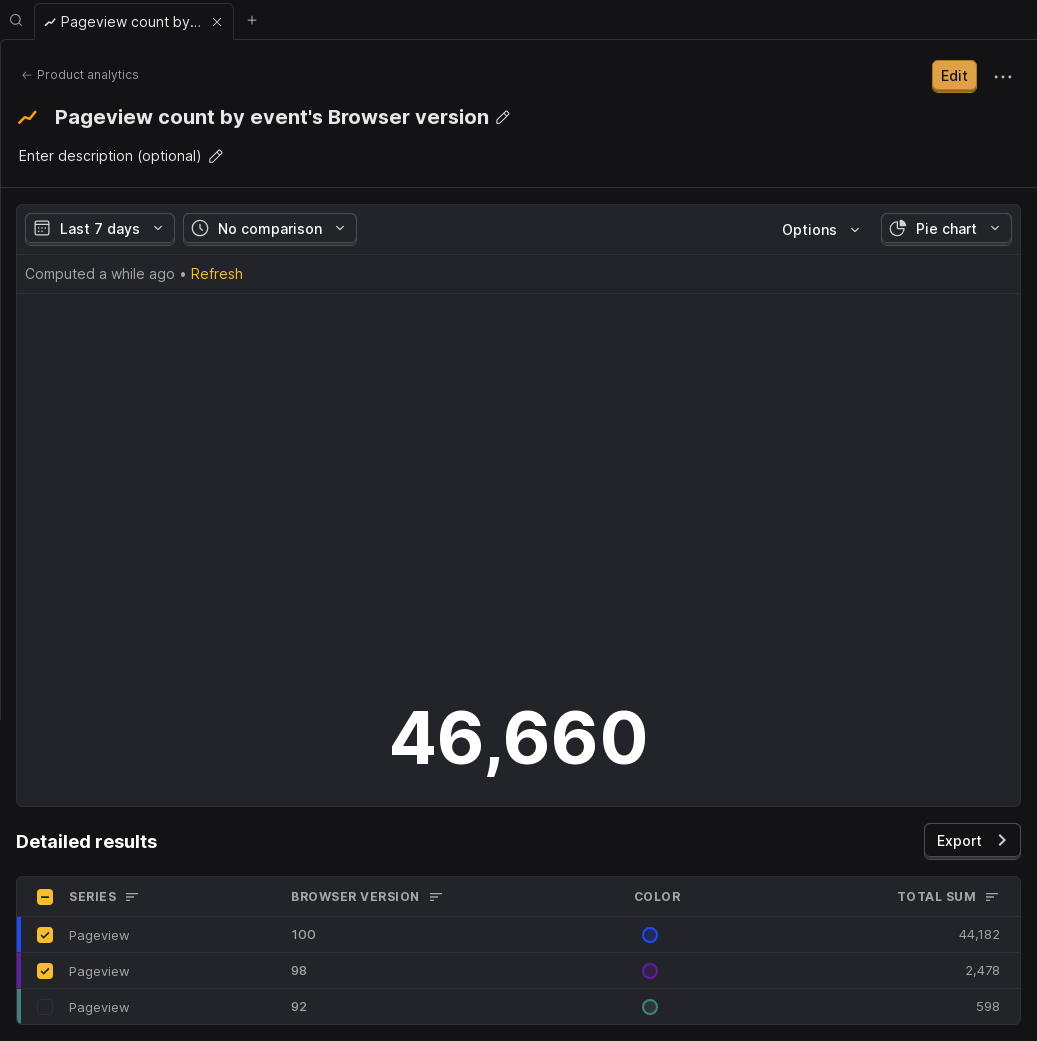 Pageview count by...
Product analytics
Edit
Pageview count by event's Browser version
Enter description (optional)
Last 7 days
No comparison
Options
Pie chart
Computed a while ago • Refresh
46,660
Detailed results
Export
SERIES BROWSER VERSION COLOR TOTAL SUM
Pageview 100 44,182
Pageview 98 2,478
Pageview 92 598